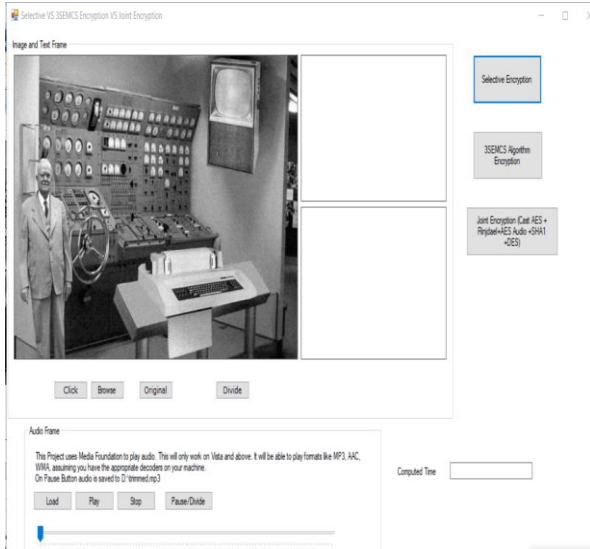 Selective VS 3SEMCS Encryption VS Joint Encryption
Image and Text Frame
Selective Encryption
3SEMCS Algorithm
Encryption
Joint Encryption (Cast AES +
Rinjdael+AES Audio +SHA1
+DES)
Click
Browse
Original
Divide
Audio Frame
This Project uses Media Foundation to play audio. This will only work on Vista and above. It will be able to play formats like MP3, AAC,
WMA, assuming you have the appropriate decoders on your machine.
On Pause Button audio is saved to D:\trimmed.mp3
Load
Play
Stop
Pause/Divide
Computed Time